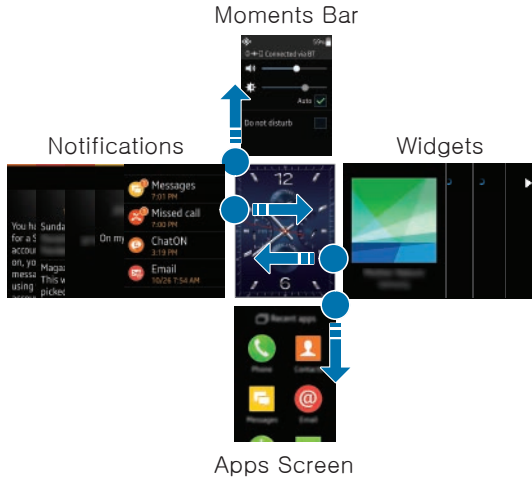 Moments Bar
59%
Connected via BT
Auto
Do not disturb
Notifications
Widgets
You ha
for a S
accou
on, yo
messa
using
Sunda
Magaz
This w
picked
On my
Messages
7:01 PM
Missed call
7:00 PM
ChatON
3:19 PM
Email
10/26 7:54 AM
12
6
Recent apps
Phone
Contacts
Messages
Email
Apps Screen